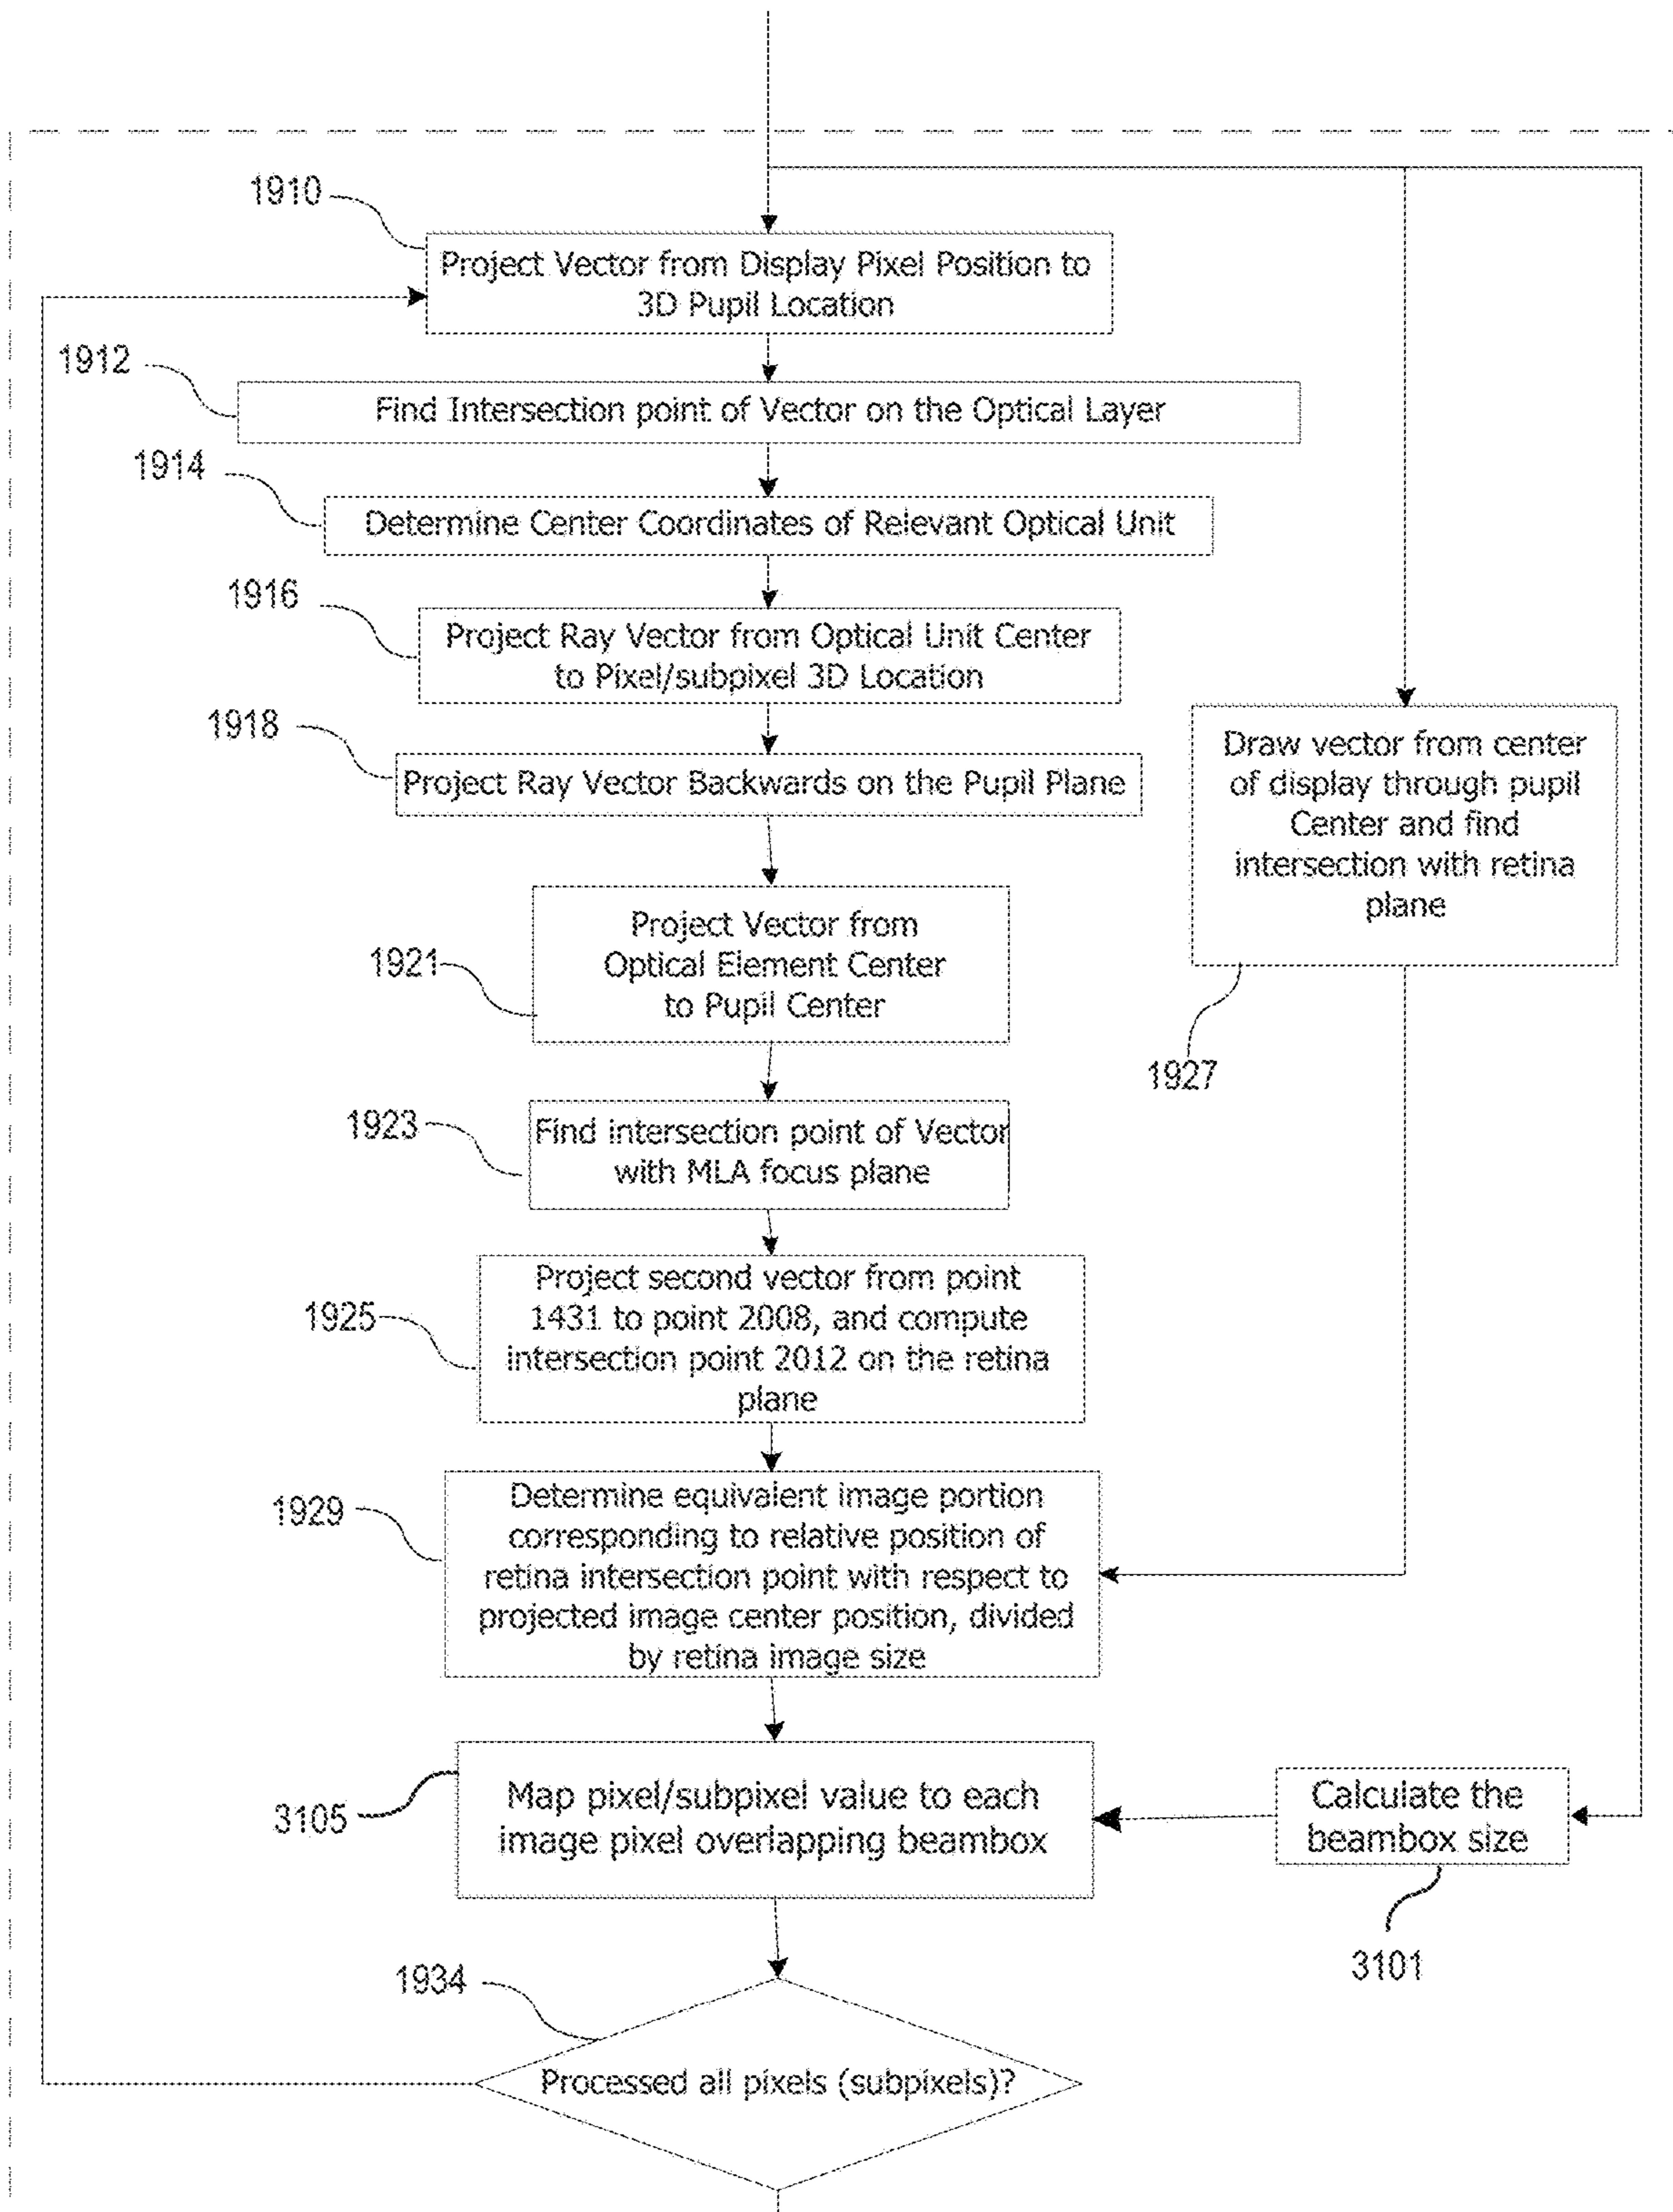 1910
Project Vector from Display Pixel Position to
3D Pupil Location
1912
Find Intersection point of Vector on the Optical Layer
1914
Determine Center Coordinates of Relevant Optical Unit
1916
Project Ray Vector from Optical Unit Center
to Pixel/subpixel 3D Location
1918
Project Ray Vector Backwards on the Pupil Plane
Draw vector from center
of display through pupil
Center and find
intersection with retina
plane
1927
1921
Project Vector from
Optical Element Center
to Pupil Center
1923
Find intersection point of Vector
with MLA focus plane
1925
Project second vector from point
1431 to point 2008, and compute
intersection point 2012 on the retina
plane
1929
Determine equivalent image portion
corresponding to relative position of
retina intersection point with respect to
projected image center position, divided
by retina image size
3105
Map pixel/subpixel value to each
image pixel overlapping beambox
Calculate the
beambox size
3101
1934
Processed all pixels (subpixels)?